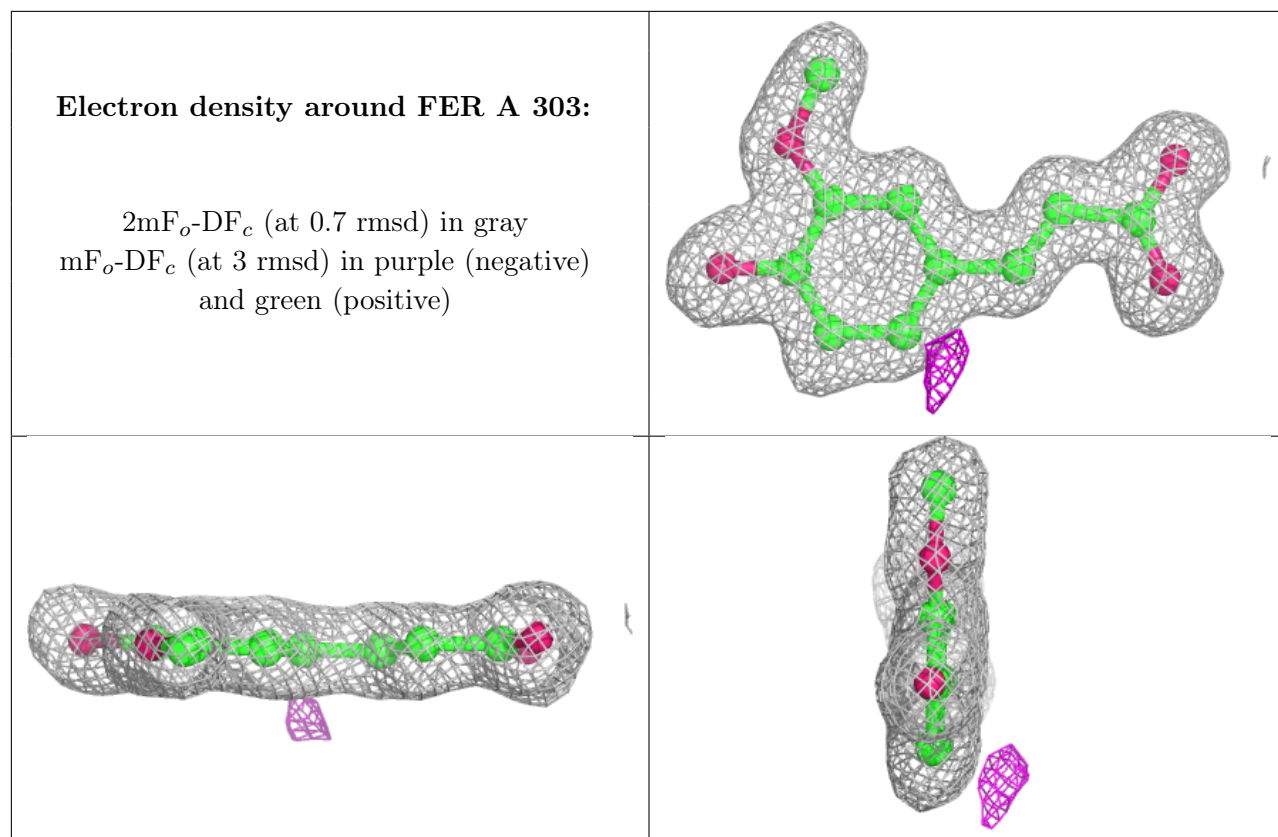 Electron density around FER A 303:
2mFₒ-DF𝒸 (at 0.7 rmsd) in gray
mFₒ-DF𝒸 (at 3 rmsd) in purple (negative)
and green (positive)